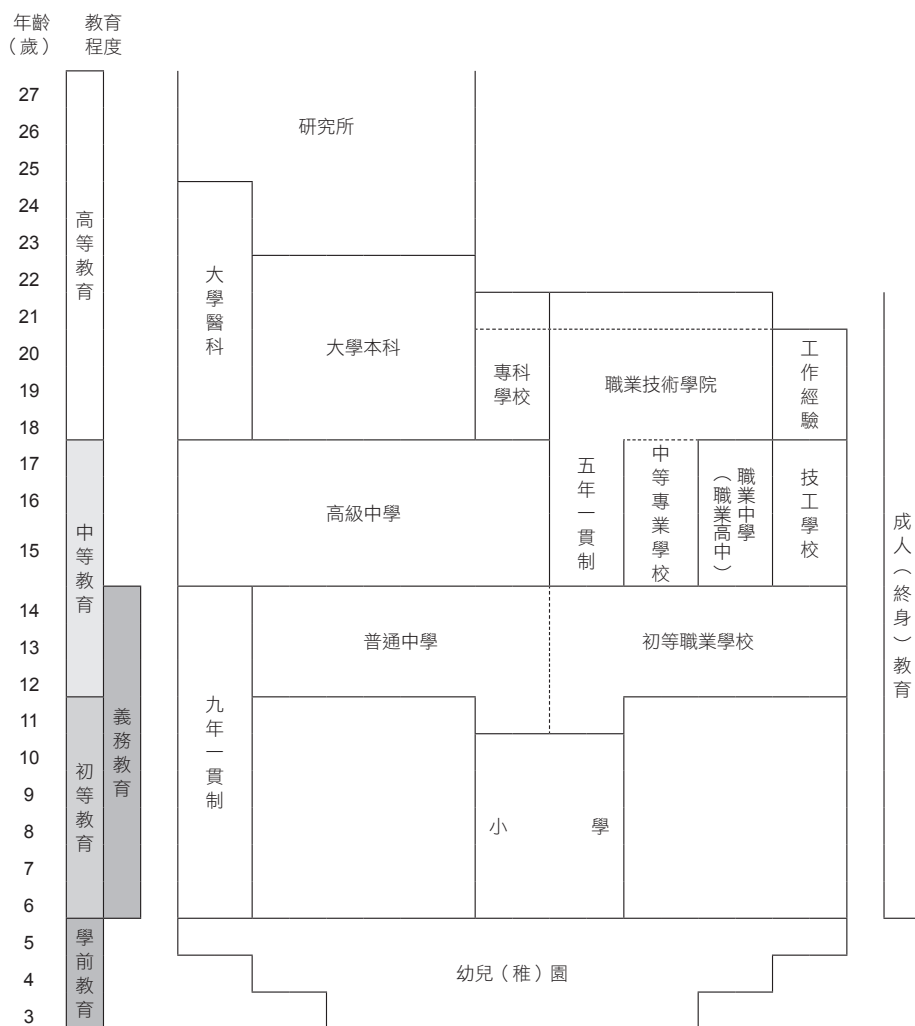 年齡
（歲）
教育
程度
27
26
25
24
23
22
21
20
19
18
17
16
15
14
13
12
11
10
9
8
7
6
5
4
3
高等教育
中等教育
初等教育
學前教育
義務教育
研究所
大學醫科
大學本科
專科
學校
職業技術學院
工作經驗
高級中學
五年一貫制
中等專業學校
職業中學
（職業高中）
技工學校
九年一貫制
普通中學
初等職業學校
小學
幼兒（稚）園
成人（終身）教育